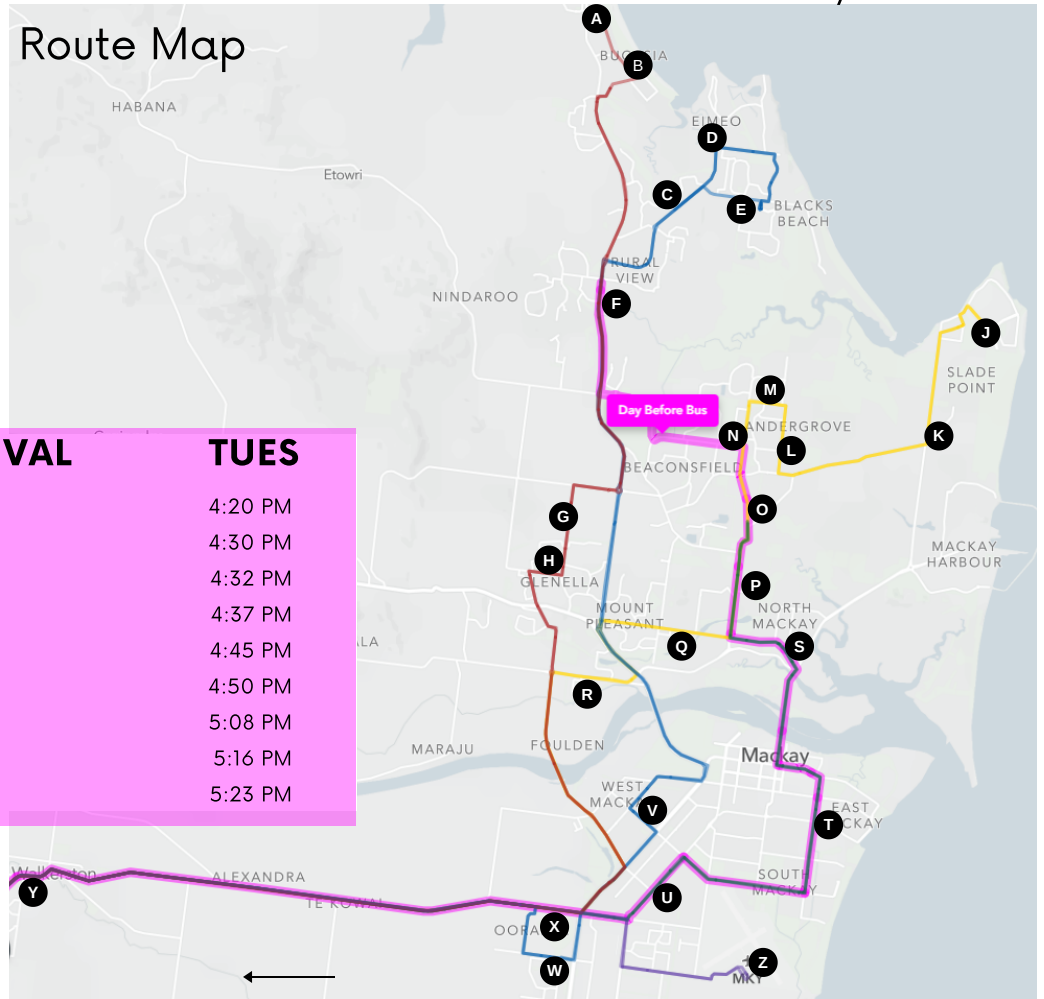 Route Map
A
BUCASIA
B
HABANA
EIMEO
D
Etowri
C
E
BLACKS
BEACH
RURAL
VIEW
NINDAROO
F
J
SLADE
POINT
M
Day Before Bus
N
ANDERGROVE
K
L
BEACONSFIELD
VAL TUES
4:20 PM
4:30 PM
4:32 PM
4:37 PM
4:45 PM
4:50 PM
5:08 PM
5:16 PM
5:23 PM
G
O
H
GLENELLA
MACKAY
HARBOUR
P
MOUNT
PLEASANT
NORTH
MACKAY
ALA
Q
S
R
MARAJU
FOULDEN
Mackay
WEST
MACKAY
V
EAST
MACKAY
T
Walkerston
ALEXANDRA
SOUTH
MACKAY
Y
TE KOWAI
U
OORA
X
W
Z
MKY